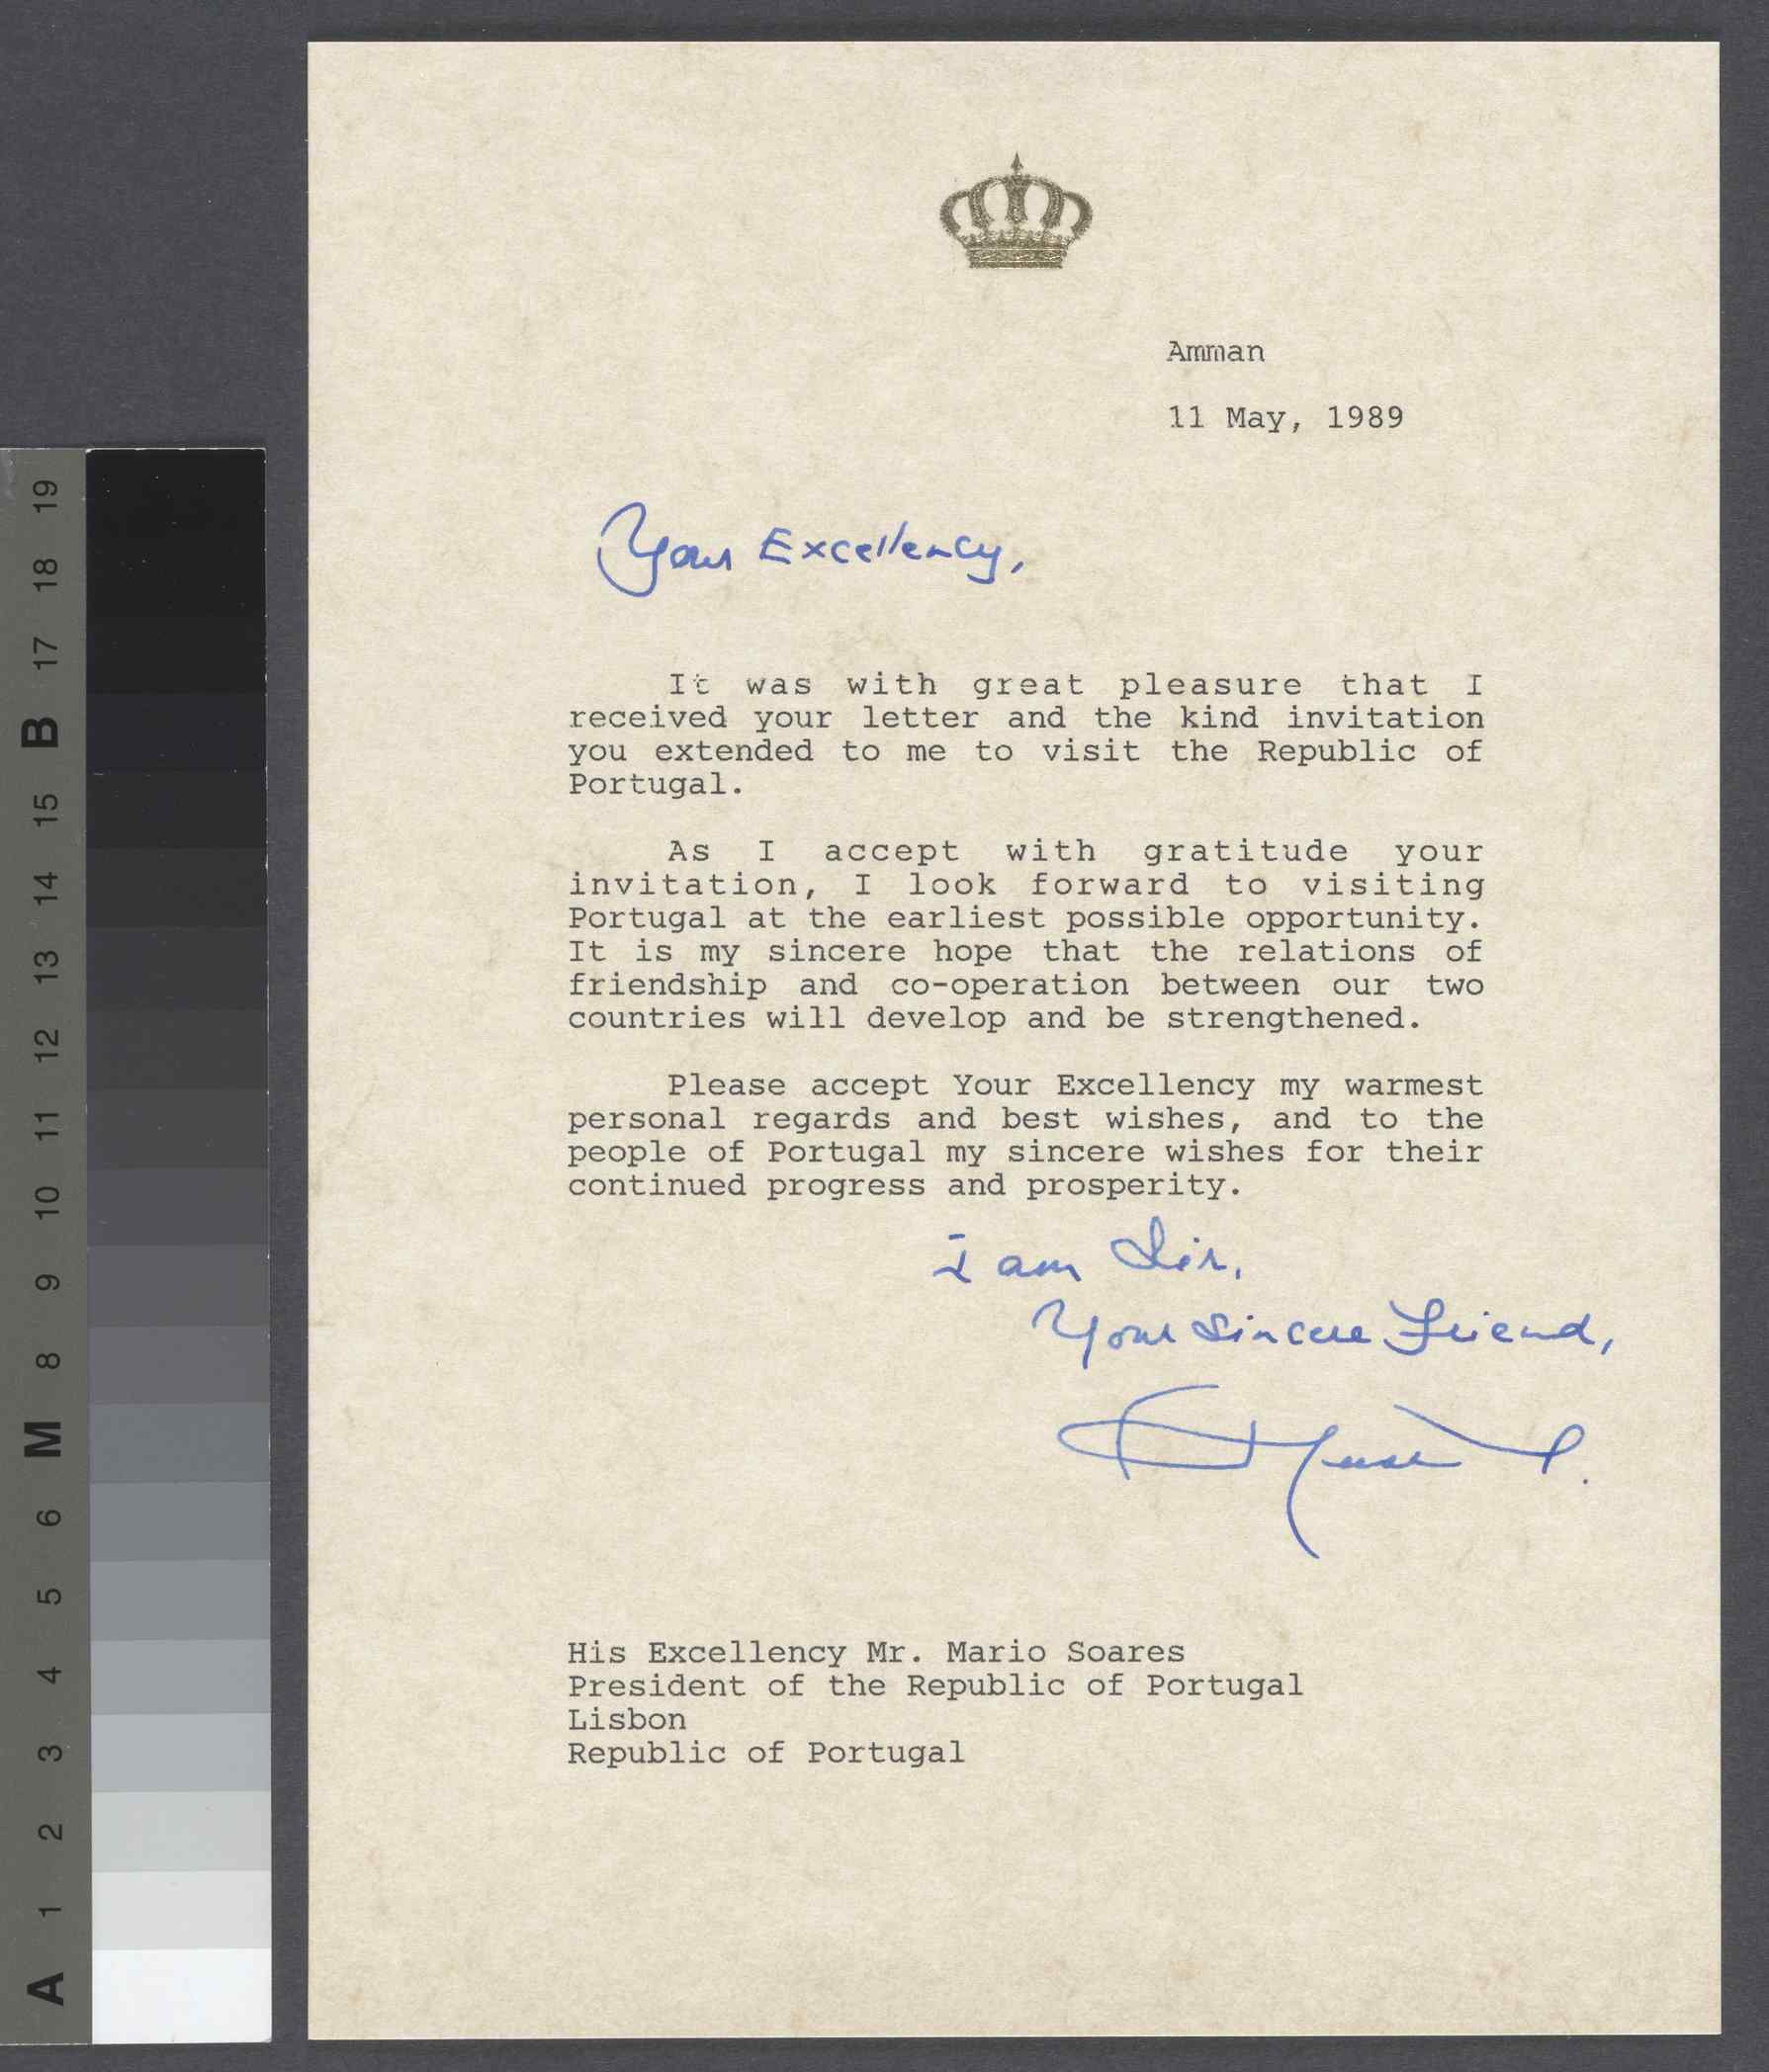 19
18
17
B
15
14
13
12
11
10
9
8
M
6
5
4
3
2
1
A
Amman
11 May, 1989
Your Excellency,
It was with great pleasure that I
received your letter and the kind invitation
you extended to me to visit the Republic of
Portugal.
As I accept with gratitude your
invitation, I look forward to visiting
Portugal at the earliest possible opportunity.
It is my sincere hope that the relations of
friendship and co-operation between our two
countries will develop and be strengthened.
Please accept Your Excellency my warmest
personal regards and best wishes, and to the
people of Portugal my sincere wishes for their
continued progress and prosperity.
I am Sir,
Your Sincere Friend,
His Excellency Mr. Mario Soares
President of the Republic of Portugal
Lisbon
Republic of Portugal